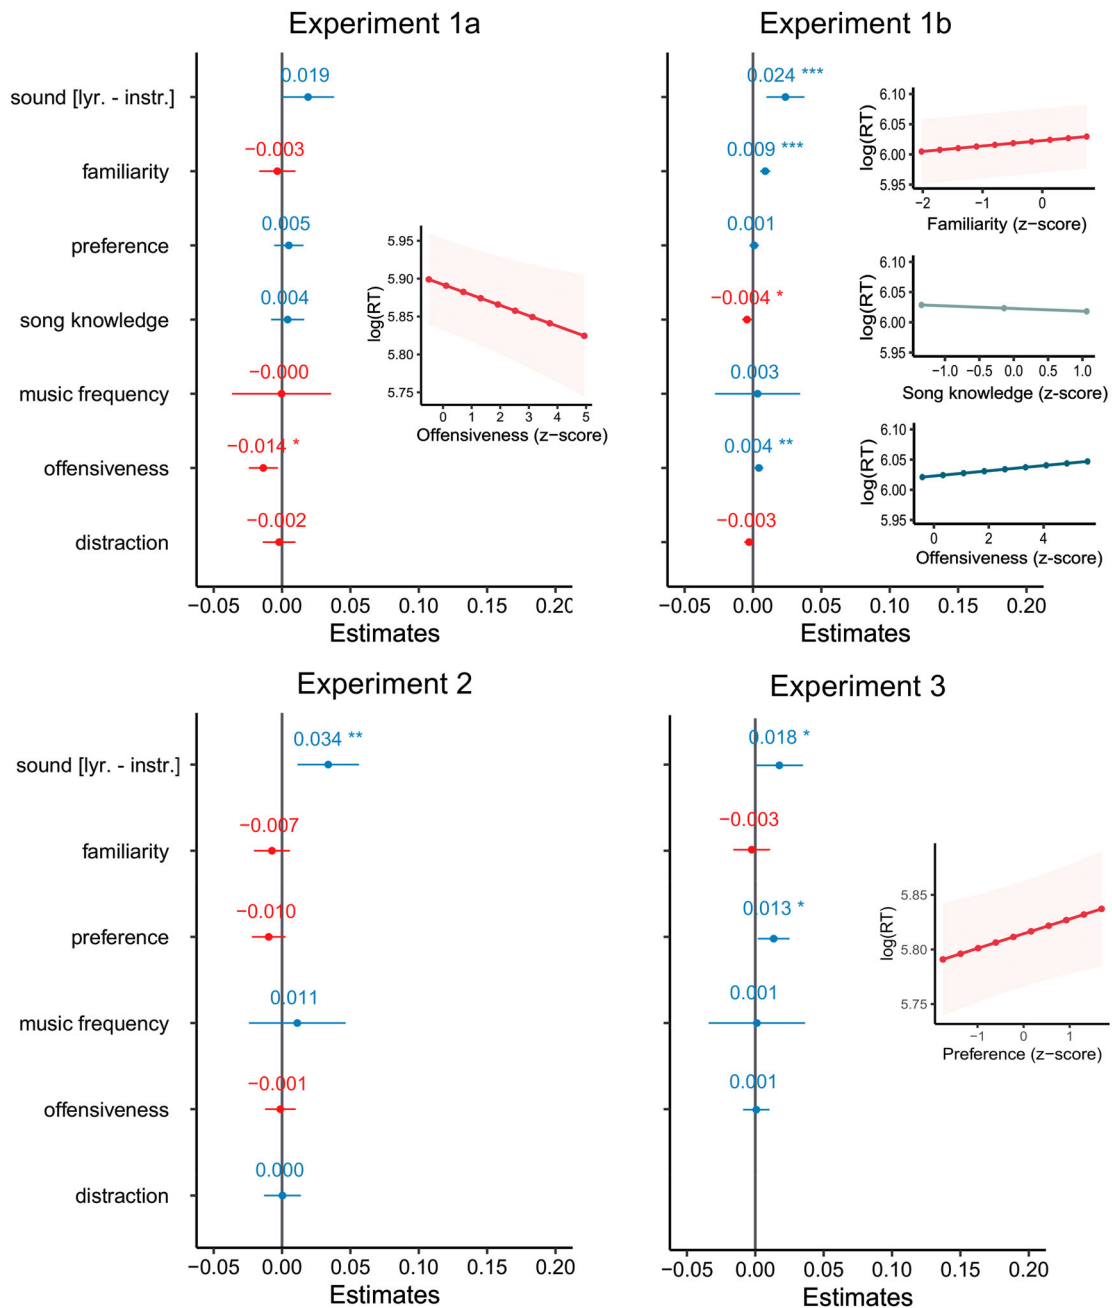 Experiment 1a
sound [lyr. - instr.]
familiarity
preference
song knowledge
music frequency
offensiveness
distraction
0.019
−0.003
0.005
0.004
−0.000
−0.014 *
−0.002
−0.05 0.00 0.05 0.10 0.15 0.20
Estimates
log(RT)
5.95
5.90
5.85
5.80
5.75
0 1 2 3 4 5
Offensiveness (z−score)
Experiment 1b
0.024 ***
0.009 ***
0.001
−0.004 *
0.003
0.004 **
−0.003
−0.05 0.00 0.05 0.10 0.15 0.20
Estimates
log(RT)
6.10
6.05
6.00
5.95
−2 −1 0
Familiarity (z−score)
log(RT)
6.10
6.05
6.00
5.95
−1.0 −0.5 0.0 0.5 1.0
Song knowledge (z−score)
log(RT)
6.10
6.05
6.00
5.95
0 2 4
Offensiveness (z-score)
Experiment 2
sound [lyr. - instr.]
familiarity
preference
music frequency
offensiveness
distraction
0.034 **
−0.007
−0.010
0.011
−0.001
0.000
−0.05 0.00 0.05 0.10 0.15 0.20
Estimates
Experiment 3
0.018 *
−0.003
0.013 *
0.001
0.001
−0.05 0.00 0.05 0.10 0.15 0.20
Estimates
log(RT)
5.85
5.80
5.75
−1 0 1
Preference (z−score)